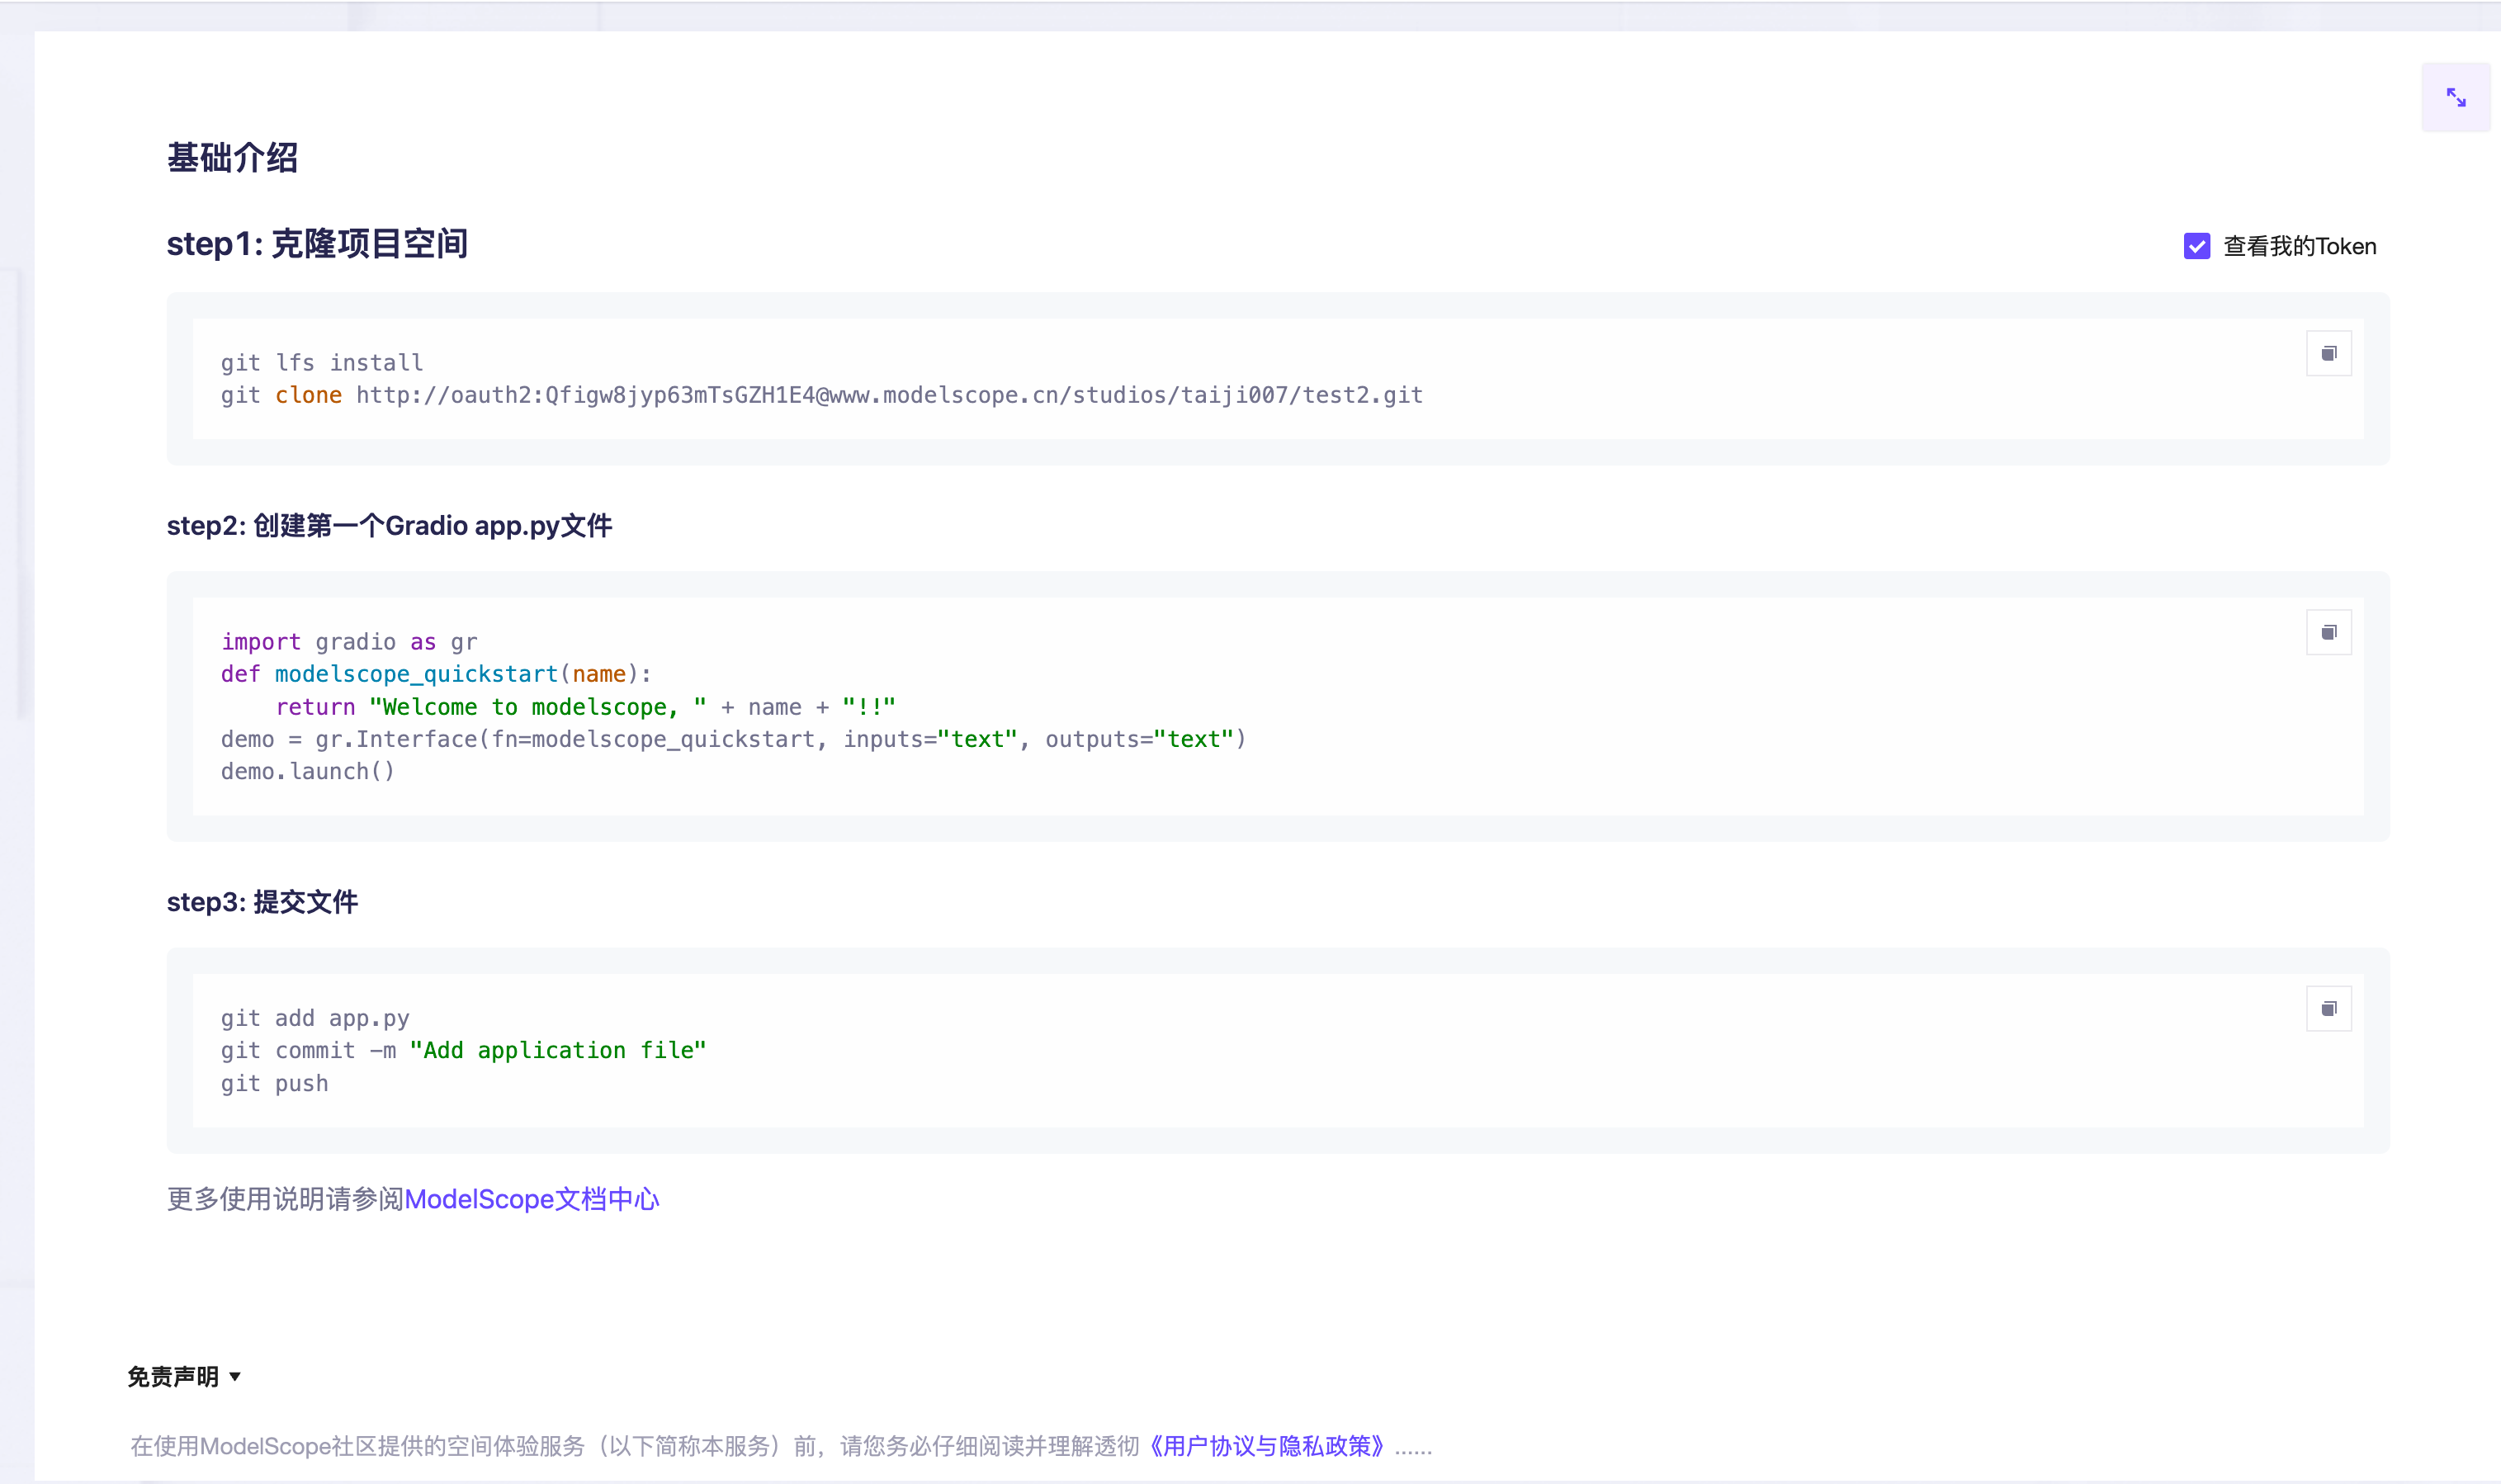 基础介绍
step1: 克隆项目空间
查看我的Token
git lfs install
git clone http://oauth2:Qfigw8jyp63mTsGZH1E4@www.modelscope.cn/studios/taiji007/test2.git
step2: 创建第一个Gradio app.py文件
import gradio as gr
def modelscope_quickstart(name):
    return "Welcome to modelscope, " + name + "!!"
demo = gr.Interface(fn=modelscope_quickstart, inputs="text", outputs="text")
demo.launch()
step3: 提交文件
git add app.py
git commit -m "Add application file"
git push
更多使用说明请参阅ModelScope文档中心
免责声明
在使用ModelScope社区提供的空间体验服务（以下简称本服务）前，请您务必仔细阅读并理解透彻《用户协议与隐私政策》......